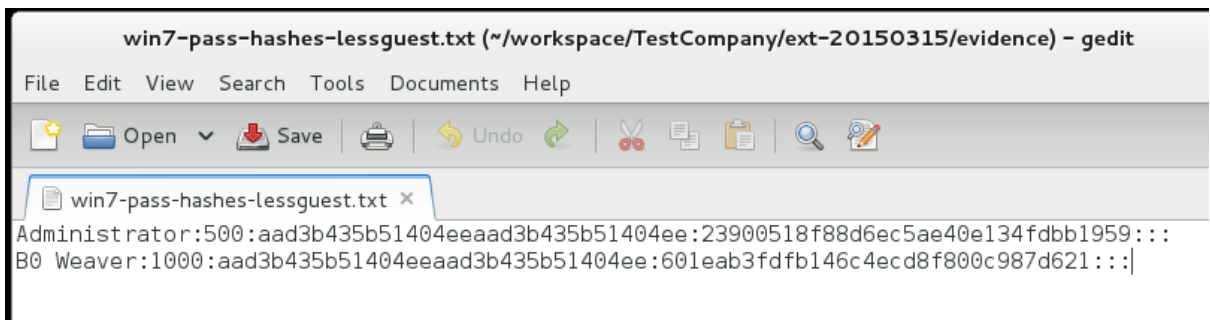 win7-pass-hashes-lessguest.txt (~/workspace/TestCompany/ext-20150315/evidence) - gedit
File Edit View Search Tools Documents Help
Open Save Undo
win7-pass-hashes-lessguest.txt ×
Administrator:500:aad3b435b51404eeaad3b435b51404ee:23900518f88d6ec5ae40e134fdbb1959:::
B0 Weaver:1000:aad3b435b51404eeaad3b435b51404ee:601eab3fdfb146c4ecd8f800c987d621:::